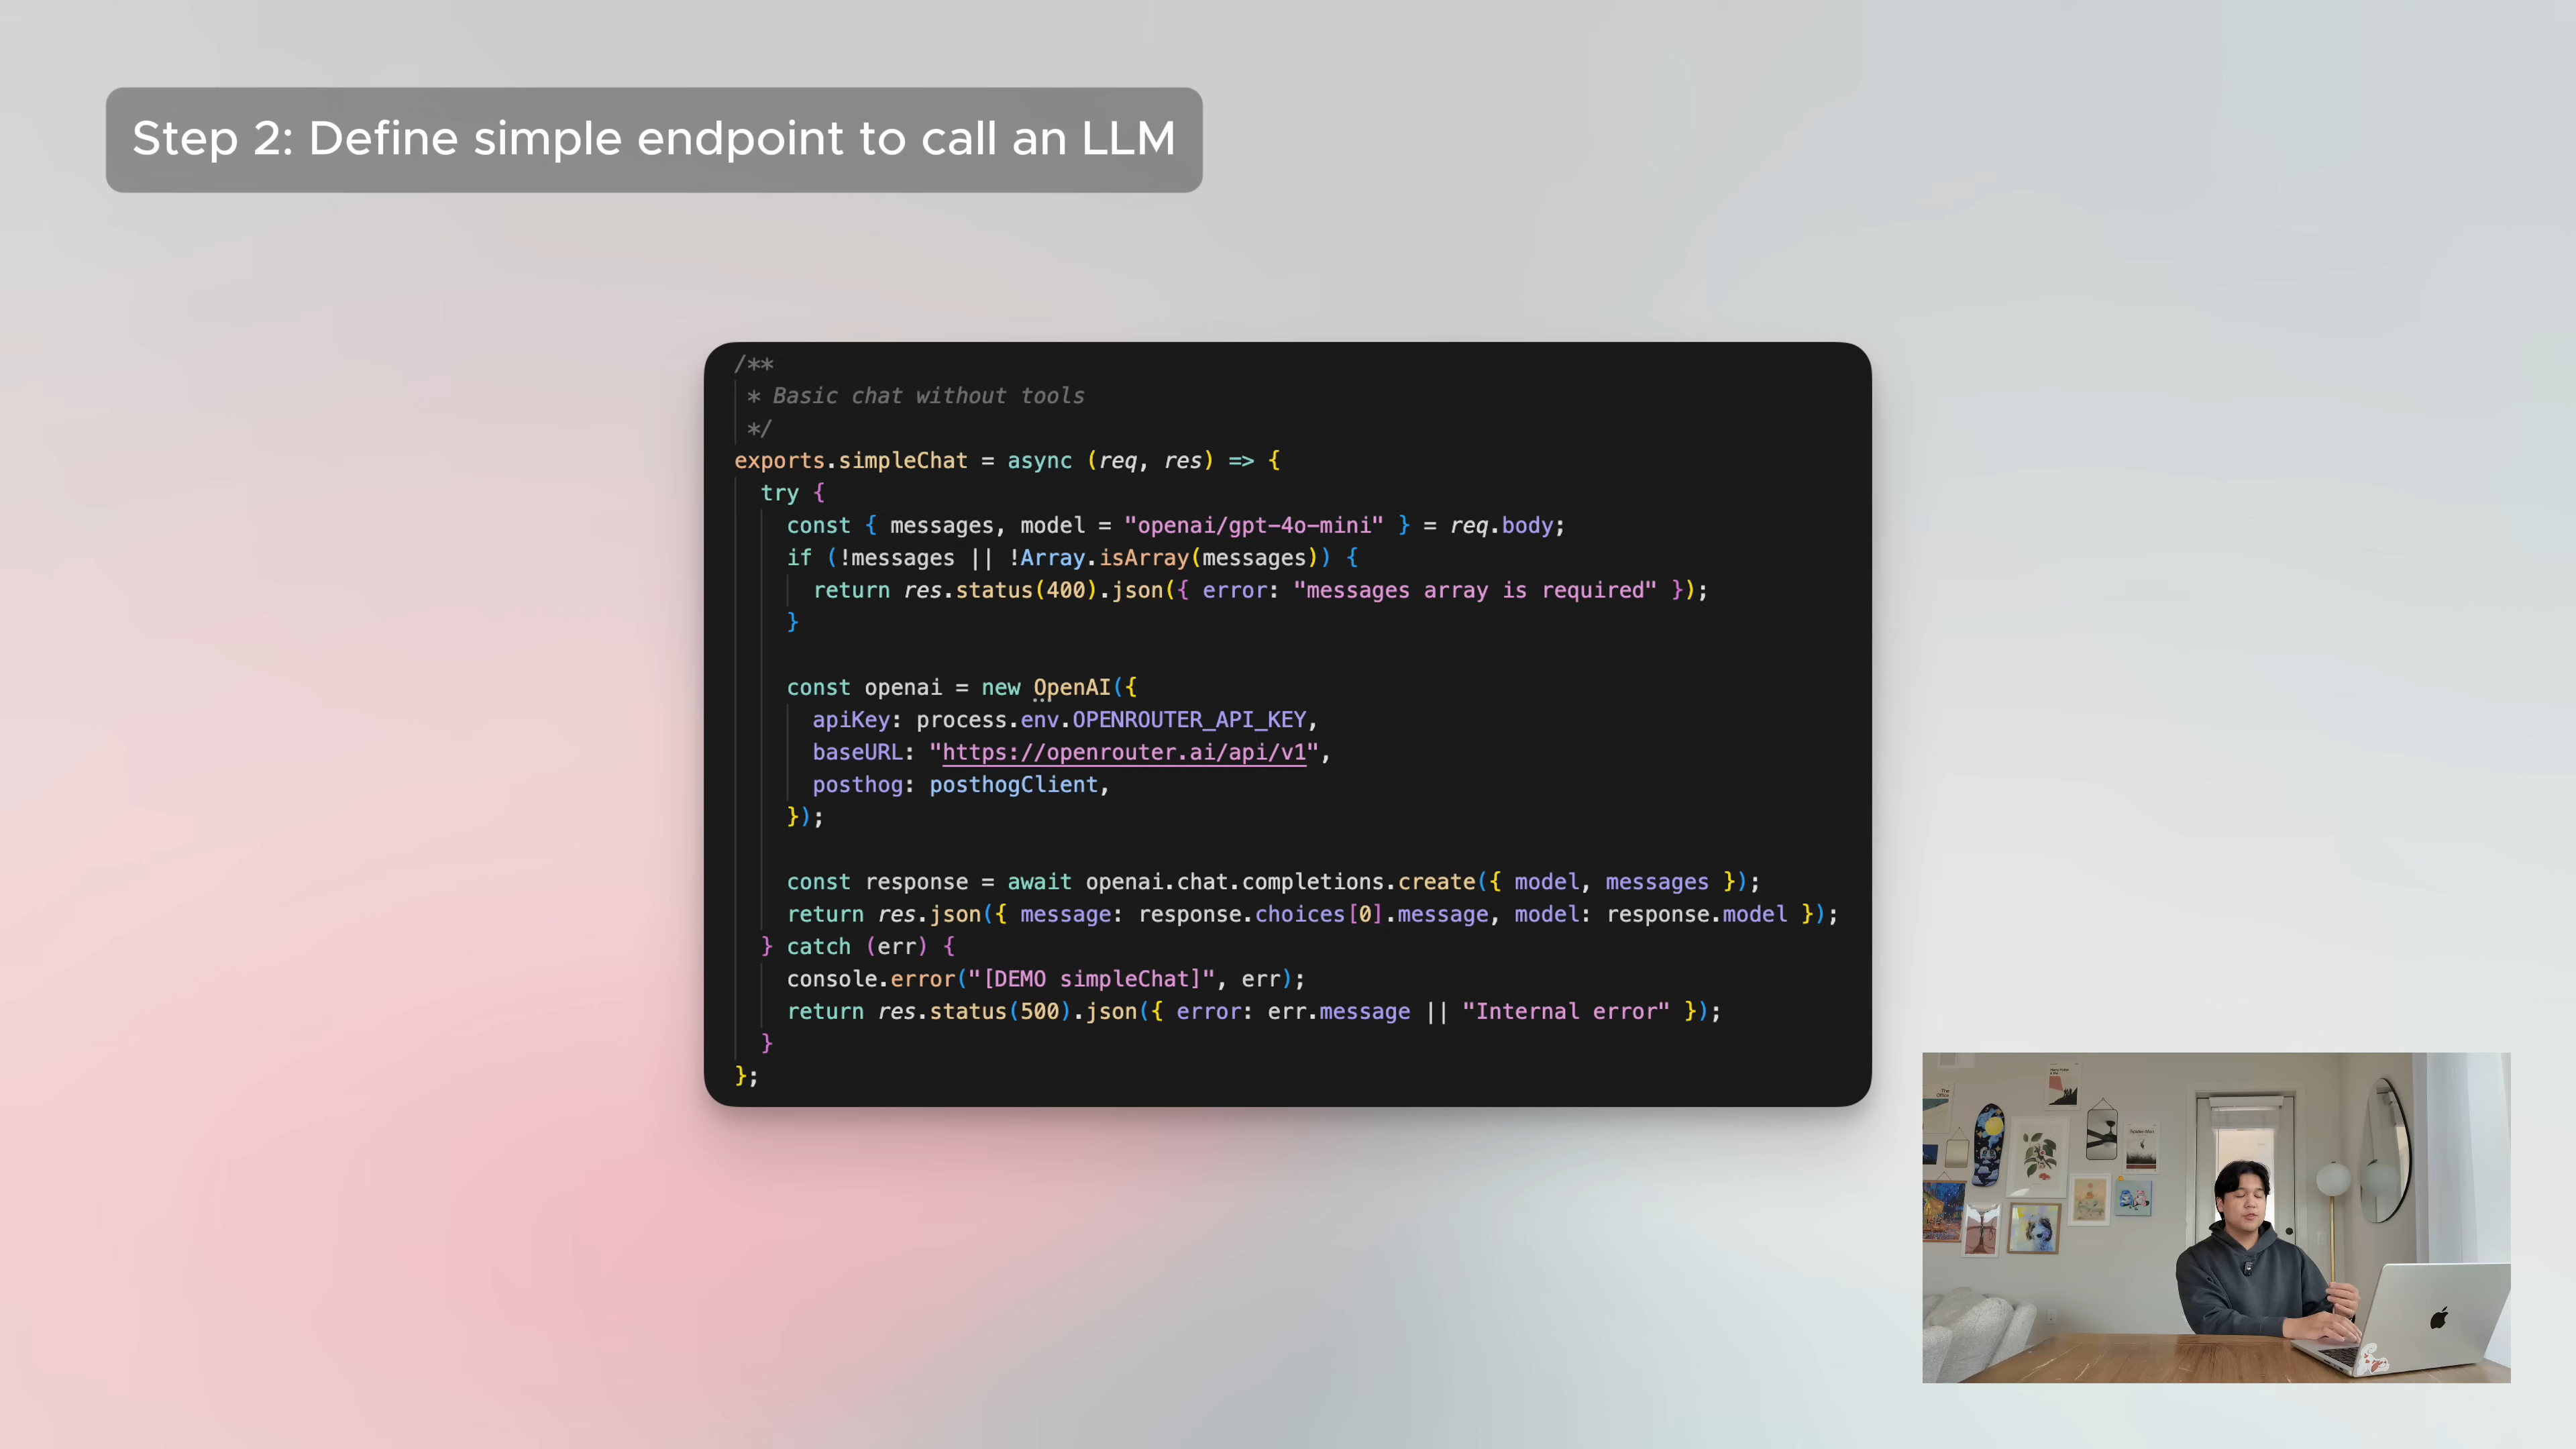 Step 2: Define simple endpoint to call an LLM
/**
* Basic chat without tools
*/
exports.simpleChat = async (req, res) => {
try {
const { messages, model = "openai/gpt-4o-mini" } = req.body;
if (!messages || !Array.isArray(messages)) {
return res.status(400).json({ error: "messages array is required" });
}
const openai = new OpenAI({
apiKey: process.env.OPENROUTER_API_KEY,
baseURL: "https://openrouter.ai/api/v1",
posthog: posthogClient,
});
const response = await openai.chat.completions.create({ model, messages });
return res.json({ message: response.choices[0].message, model: response.model });
} catch (err) {
console.error("[DEMO simpleChat]", err);
return res.status(500).json({ error: err.message || "Internal error" });
}
};
The
Office